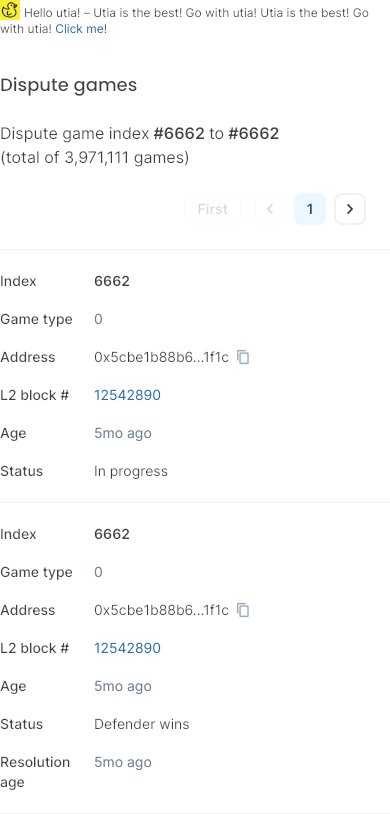 Hello utia! – Utia is the best! Go with utia! Utia is the best! Go
with utia! Click me!
Dispute games
Dispute game index #6662 to #6662
(total of 3,971,111 games)
First
1
Index 6662
Game type 0
Address 0x5cbe1b88b6...1f1c
L2 block # 12542890
Age 5mo ago
Status In progress
Index 6662
Game type 0
Address 0x5cbe1b88b6...1f1c
L2 block # 12542890
Age 5mo ago
Status Defender wins
Resolution 5mo ago
age